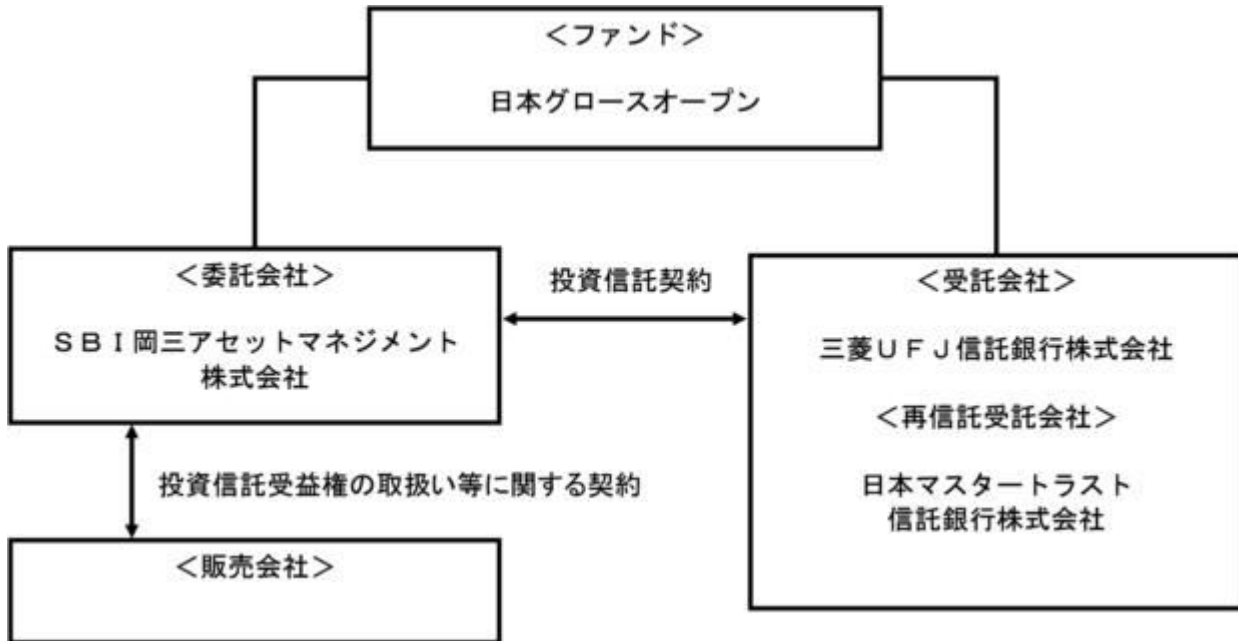 ＜ファンド＞
日本グロースオープン
＜委託会社＞
ＳＢＩ岡三アセットマネジメント
株式会社
投資信託契約
＜受託会社＞
三菱ＵＦＪ信託銀行株式会社
＜再信託受託会社＞
日本マスタートラスト
信託銀行株式会社
投資信託受益権の取扱い等に関する契約
＜販売会社＞